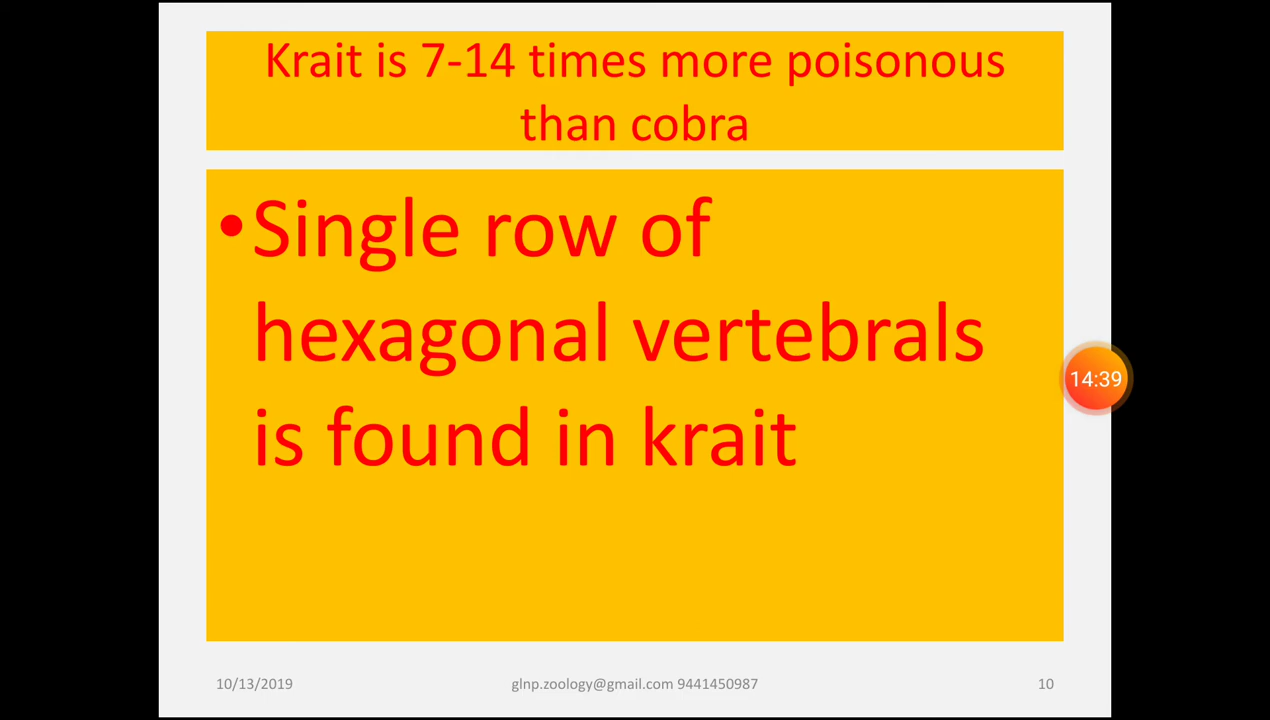 Krait is 7-14 times more poisonous
than cobra
•Single row of
hexagonal vertebrals
is found in krait
14:39
10/13/2019
glnp.zoology@gmail.com 9441450987
10